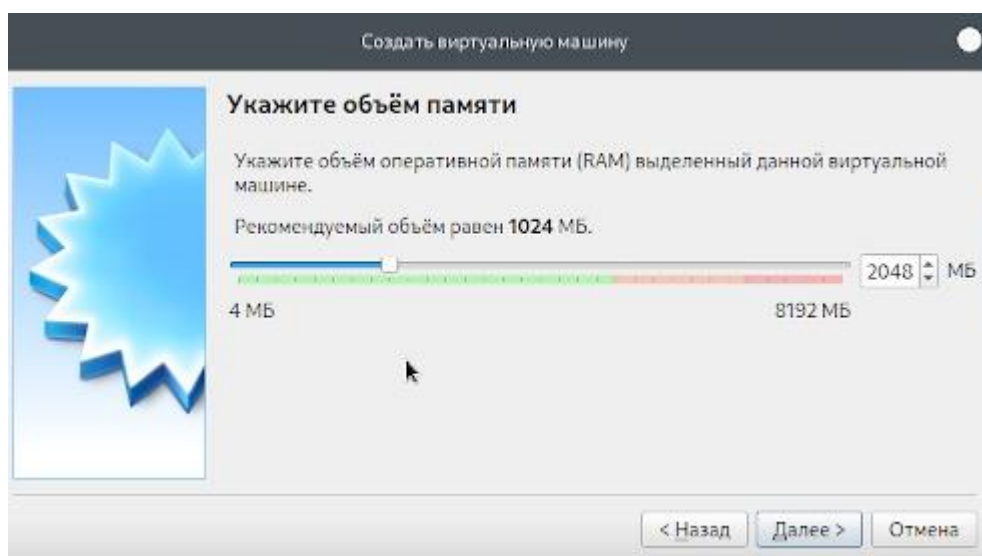 Создать виртуальную машину
Укажите объём памяти
Укажите объём оперативной памяти (RAM) выделенный данной виртуальной
машине.
Рекомендуемый объём равен 1024 МБ.
2048 МБ
4 МБ 8192 МБ
< Назад Далее > Отмена